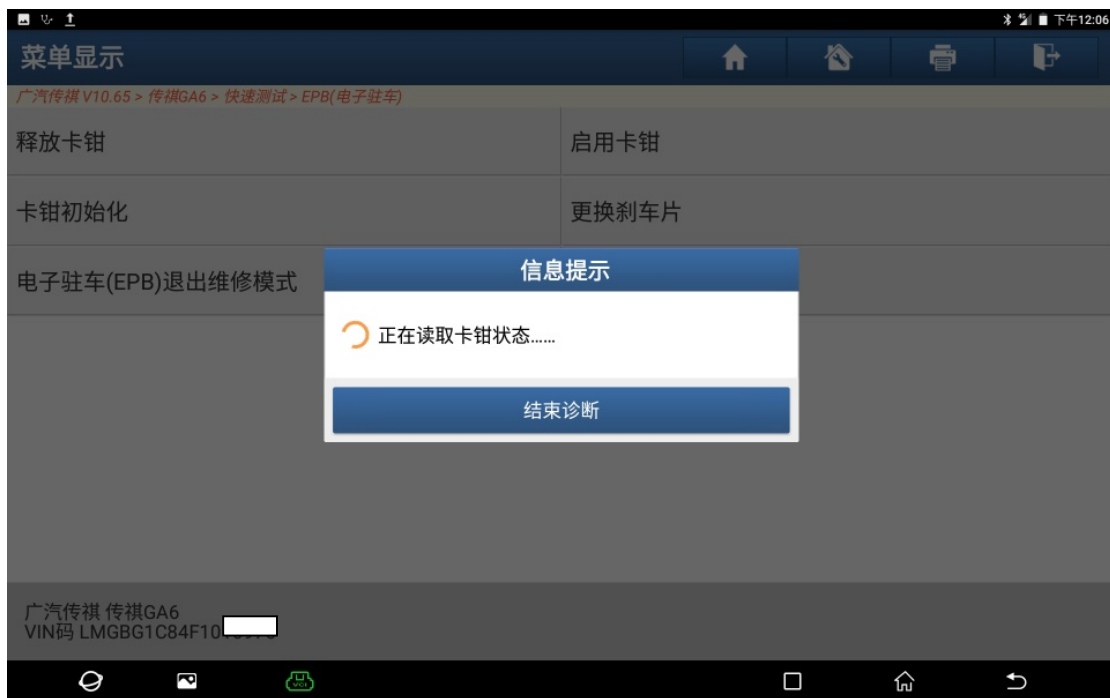 下午12:06
菜单显示
广汽传祺 V10.65 > 传祺GA6 > 快速测试 > EPB(电子驻车)
释放卡钳
启用卡钳
卡钳初始化
更换刹车片
电子驻车(EPB)退出维修模式
信息提示
正在读取卡钳状态......
结束诊断
广汽传祺 传祺GA6
VIN码 LMGBG1C84F10
VCI